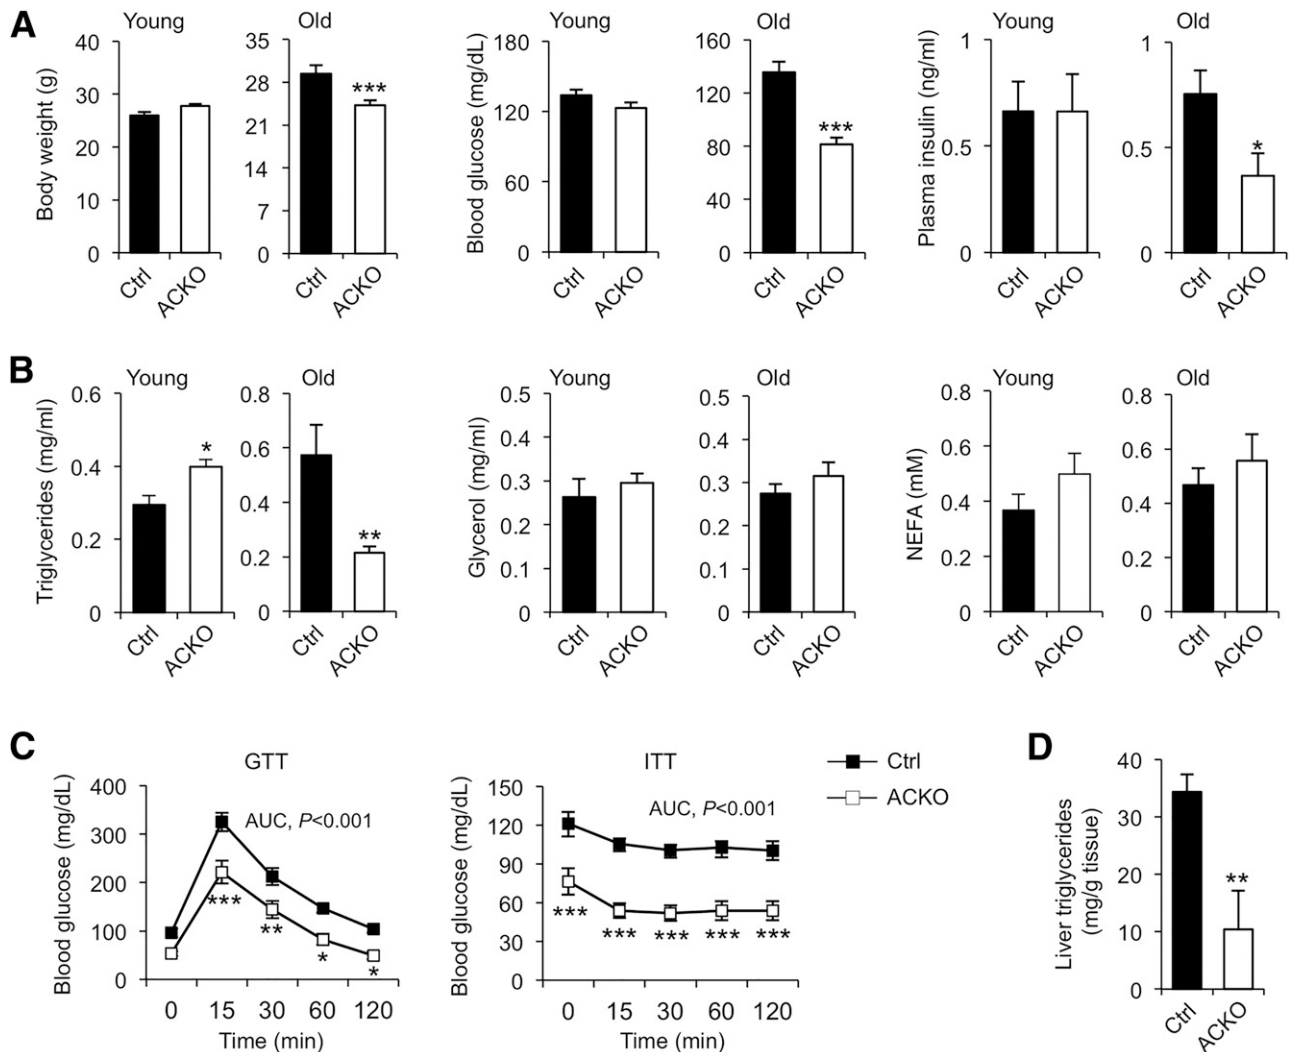 A
Young
Old
Young
Old
Young
Old
Body weight (g)
40
30
20
10
0
35
28
21
14
7
0
***
Ctrl
ACKO
Ctrl
ACKO
Blood glucose (mg/dL)
180
120
60
0
160
120
80
40
0
***
Ctrl
ACKO
Ctrl
ACKO
Plasma insulin (ng/ml)
1
0.5
0
1
0.5
0
*
Ctrl
ACKO
Ctrl
ACKO
B
Young
Old
Young
Old
Young
Old
Triglycerides (mg/ml)
0.6
0.4
0.2
0
*
0.8
0.6
0.4
0.2
0
**
Ctrl
ACKO
Ctrl
ACKO
Glycerol (mg/ml)
0.5
0.4
0.3
0.2
0.1
0
0.5
0.4
0.3
0.2
0.1
0
Ctrl
ACKO
Ctrl
ACKO
NEFA (mM)
0.8
0.6
0.4
0.2
0
0.8
0.6
0.4
0.2
0
Ctrl
ACKO
Ctrl
ACKO
C
GTT
Blood glucose (mg/dL)
400
300
200
100
0
AUC, P<0.001
***
**
*
*
0 15 30 60 120
Time (min)
ITT
Blood glucose (mg/dL)
150
120
90
60
30
0
AUC, P<0.001
*** *** *** *** ***
0 15 30 60 120
Time (min)
Ctrl
ACKO
D
Liver triglycerides
(mg/g tissue)
40
30
20
10
0
**
Ctrl
ACKO